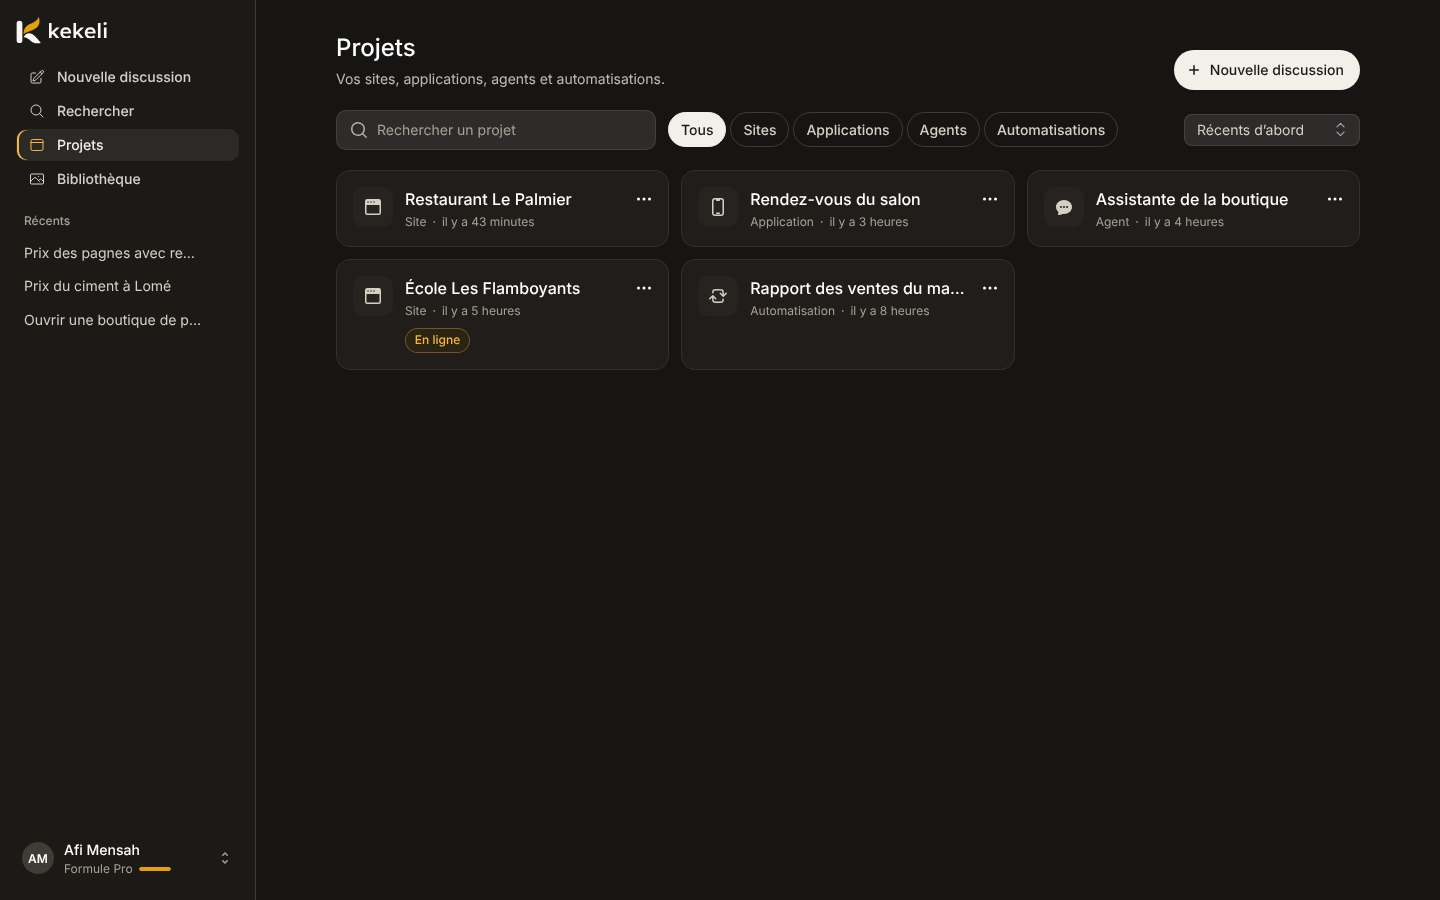 kekeli
Nouvelle discussion
Rechercher
Projets
Bibliothèque
Récents
Prix des pagnes avec re...
Prix du ciment à Lomé
Ouvrir une boutique de p...
AM
Afi Mensah
Formule Pro
Projets
Vos sites, applications, agents et automatisations.
Nouvelle discussion
Rechercher un projet
Tous
Sites
Applications
Agents
Automatisations
Récents d’abord
Restaurant Le Palmier
Site · il y a 43 minutes
Rendez-vous du salon
Application · il y a 3 heures
Assistante de la boutique
Agent · il y a 4 heures
École Les Flamboyants
Site · il y a 5 heures
En ligne
Rapport des ventes du ma...
Automatisation · il y a 8 heures